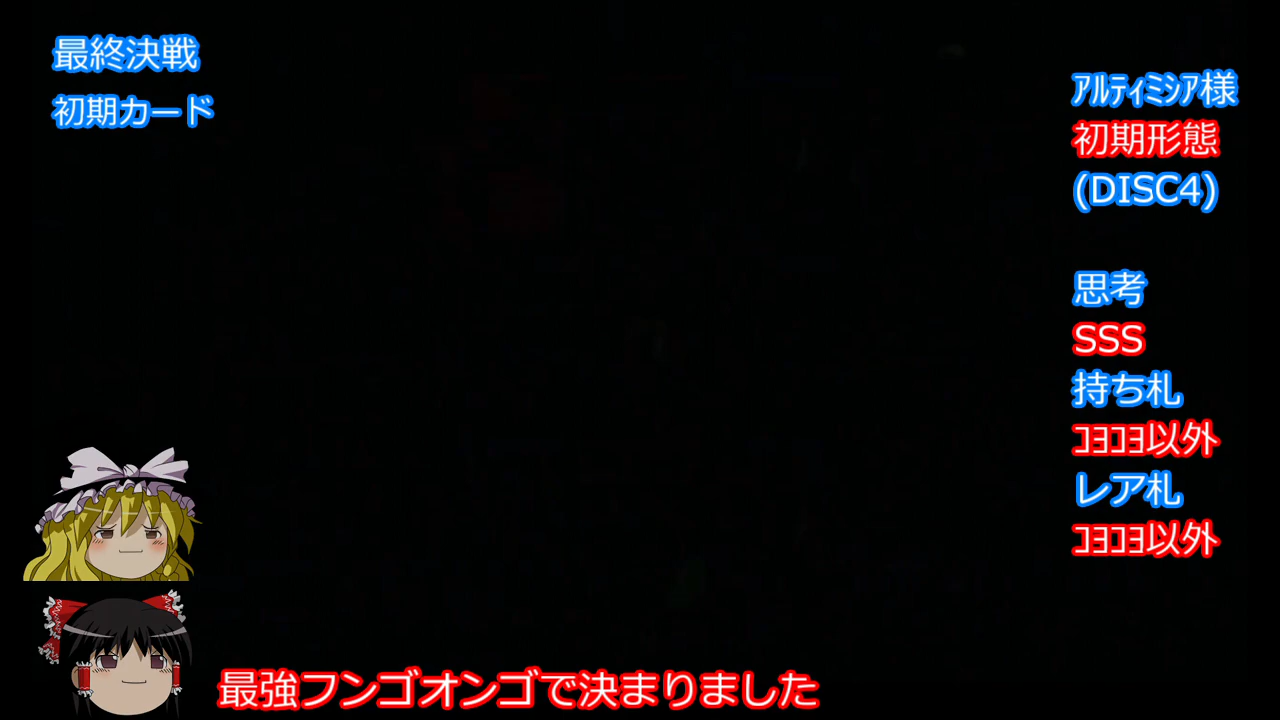 最終決戦
初期カード
ｱﾙﾃｨﾐｼｱ様
初期形態
(DISC4)
思考
SSS
持ち札
ｺﾖｺﾖ以外
レア札
ｺﾖｺﾖ以外
最強フンゴオンゴで決まりました